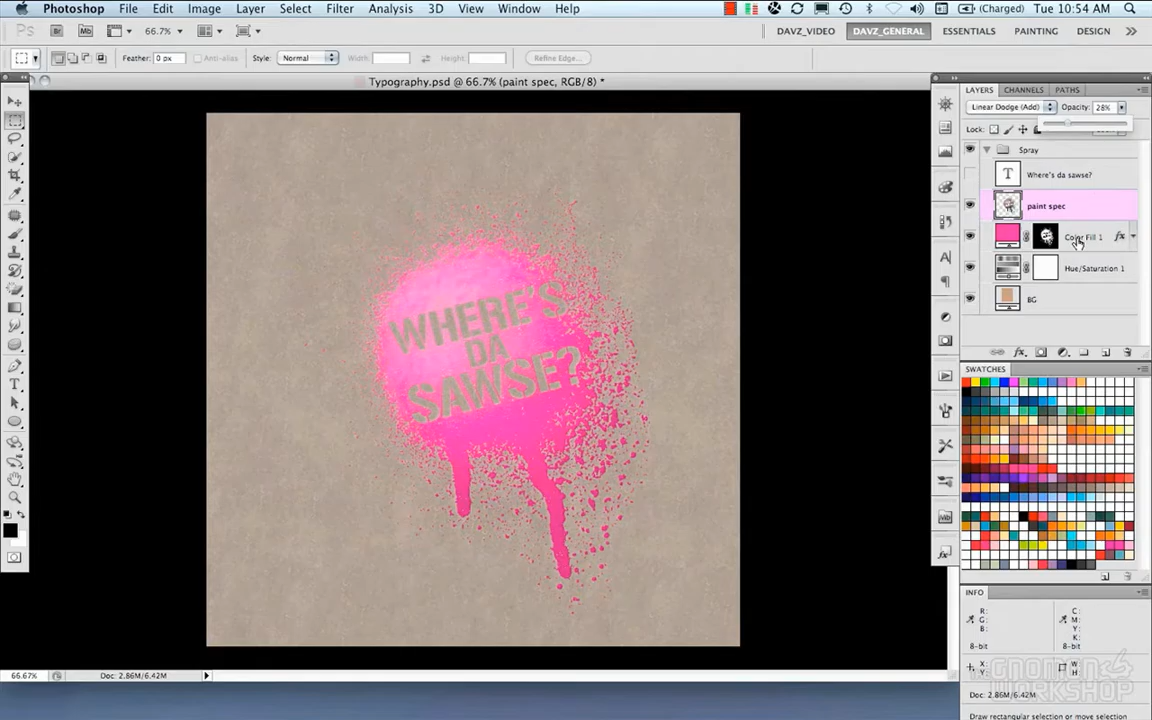 Photoshop File Edit Image Layer Select Filter Analysis 3D View Window Help (Charged) Tue 10:54 AM
Ps Br Mb 66.7% DAVZ_VIDEO DAVZ_GENERAL ESSENTIALS PAINTING DESIGN
Feather: 0 px Anti-alias Style: Normal Width: Height: Refine Edge...
Typography.psd @ 66.7% (paint spec, RGB/8) *
LAYERS CHANNELS PATHS
Linear Dodge (Add) Opacity: 28%
Lock:
Spray
T Where's da sawse?
paint spec
Color Fill 1 fx
Hue/Saturation 1
BG
WHERE'S
DA
SAWSE?
SWATCHES
INFO
R: C:
G: M:
B: Y:
K:
8-bit 8-bit
X: W:
Y: H:
Doc: 2.86M/6.42M
Draw rectangular selection or move selection
66.67% Doc: 2.86M/6.42M
GNOMON
WORKSHOP